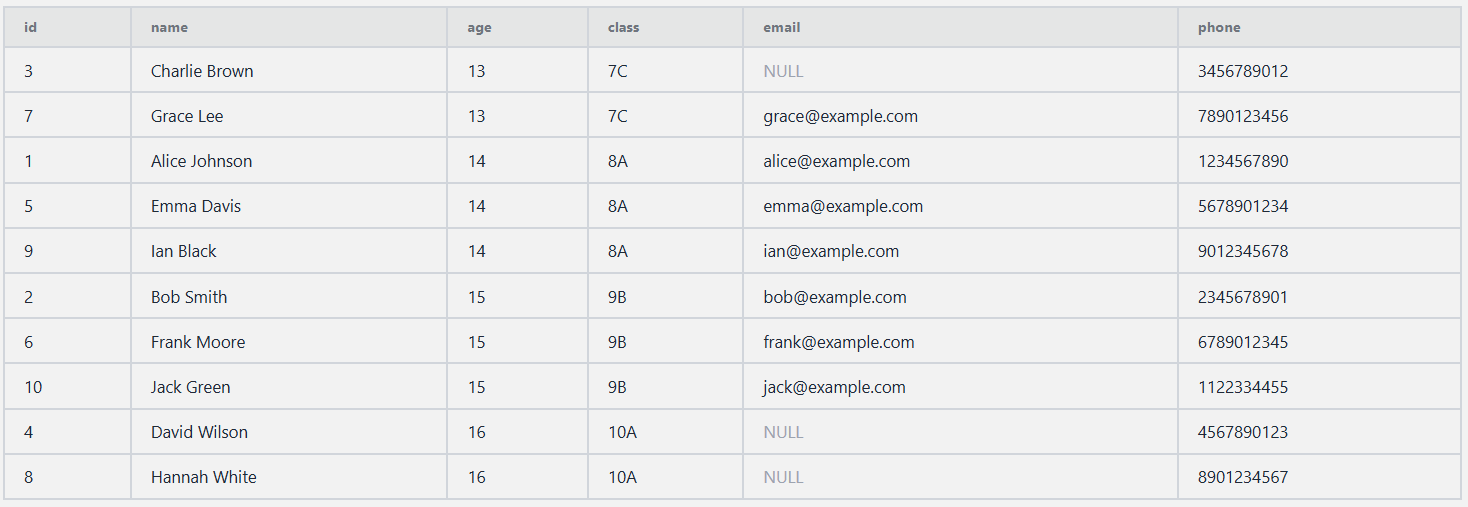 id name age class email phone
3 Charlie Brown 13 7C NULL 3456789012
7 Grace Lee 13 7C grace@example.com 7890123456
1 Alice Johnson 14 8A alice@example.com 1234567890
5 Emma Davis 14 8A emma@example.com 5678901234
9 Ian Black 14 8A ian@example.com 9012345678
2 Bob Smith 15 9B bob@example.com 2345678901
6 Frank Moore 15 9B frank@example.com 6789012345
10 Jack Green 15 9B jack@example.com 1122334455
4 David Wilson 16 10A NULL 4567890123
8 Hannah White 16 10A NULL 8901234567